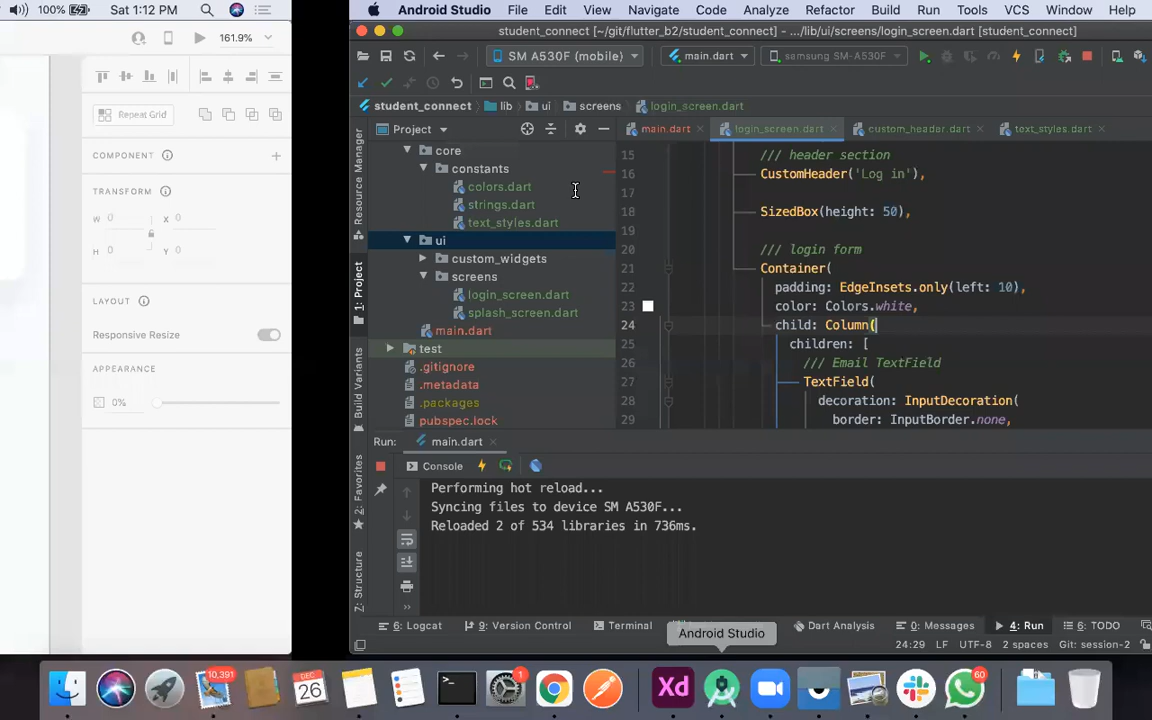 100% Sat 1:12 PM
Android Studio File Edit View Navigate Code Analyze Refactor Build Run Tools VCS Window Help
student_connect [~/git/flutter_b2/student_connect] - .../lib/ui/screens/login_screen.dart [student_connect]
161.9%
SM A530F (mobile) main.dart samsung SM-A530F
student_connect lib ui screens login_screen.dart
Repeat Grid
COMPONENT
TRANSFORM
W 0 X 0
H 0 Y 0
LAYOUT
Responsive Resize
APPEARANCE
0%
Resource Manager
1: Project
Build Variants
2: Favorites
Z: Structure
Project
core
constants
colors.dart
strings.dart
text_styles.dart
ui
custom_widgets
screens
login_screen.dart
splash_screen.dart
main.dart
test
.gitignore
.metadata
.packages
pubspec.lock
main.dart login_screen.dart custom_header.dart text_styles.dart
15 /// header section
16 CustomHeader('Log in'),
17
18 SizedBox(height: 50),
19
20 /// login form
21 Container(
22 padding: EdgeInsets.only(left: 10),
23 color: Colors.white,
24 child: Column(
25 children: [
26 /// Email TextField
27 TextField(
28 decoration: InputDecoration(
29 border: InputBorder.none,
Run: main.dart
Console
Performing hot reload...
Syncing files to device SM A530F...
Reloaded 2 of 534 libraries in 736ms.
6: Logcat 9: Version Control Terminal Dart Analysis 0: Messages 4: Run 6: TODO
Android Studio
24:29 LF UTF-8 2 spaces Git: session-2
10,391
DEC
26
1
Xd
60